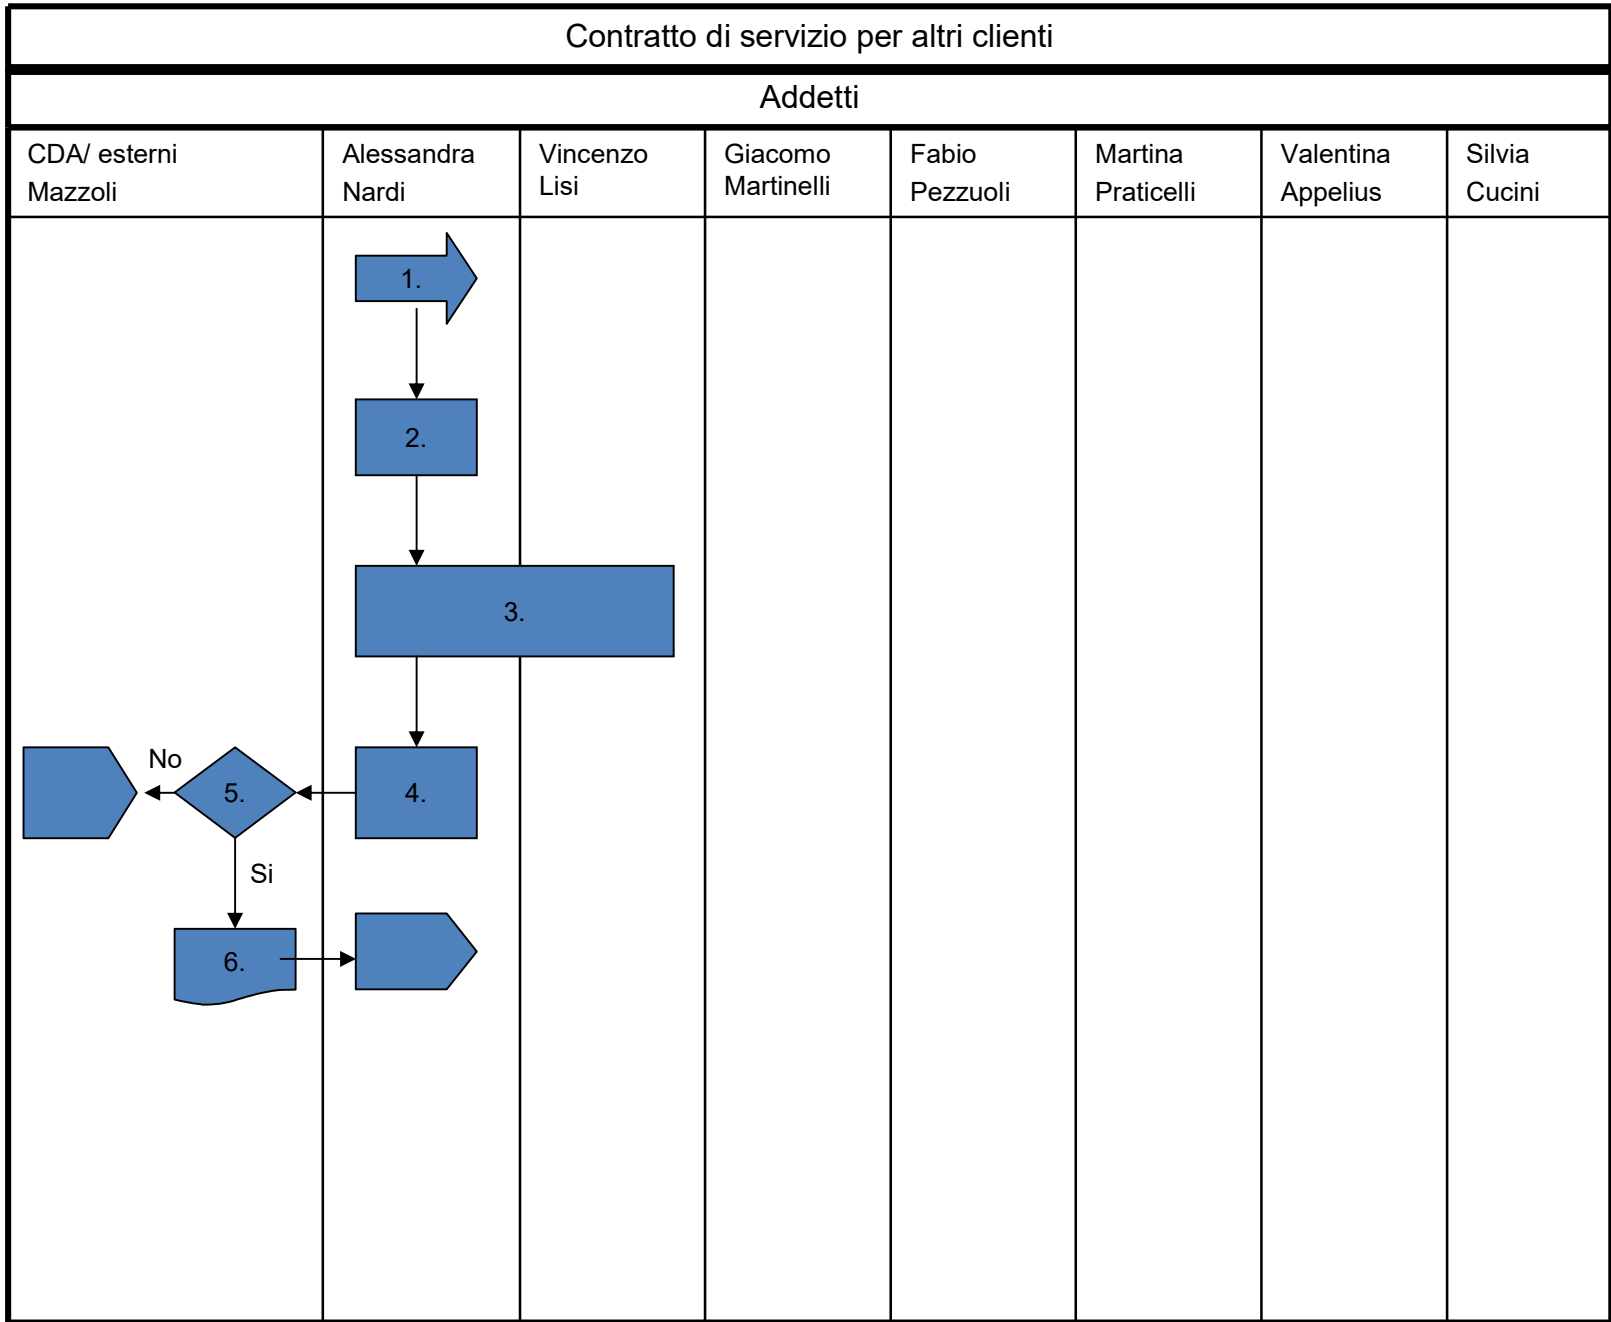 Contratto di servizio per altri clienti
Addetti
CDA/ esterni
Mazzoli
Alessandra
Nardi
Vincenzo
Lisi
Giacomo
Martinelli
Fabio
Pezzuoli
Martina
Praticelli
Valentina
Appelius
Silvia
Cucini
1.
2.
3.
No
5.
4.
Si
6.